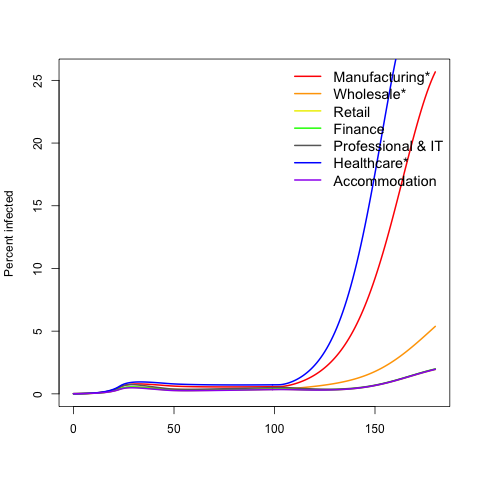 Manufacturing*
Wholesale*
Retail
Finance
Professional & IT
Healthcare*
Accommodation
Percent infected
25
20
15
10
5
0
0 50 100 150